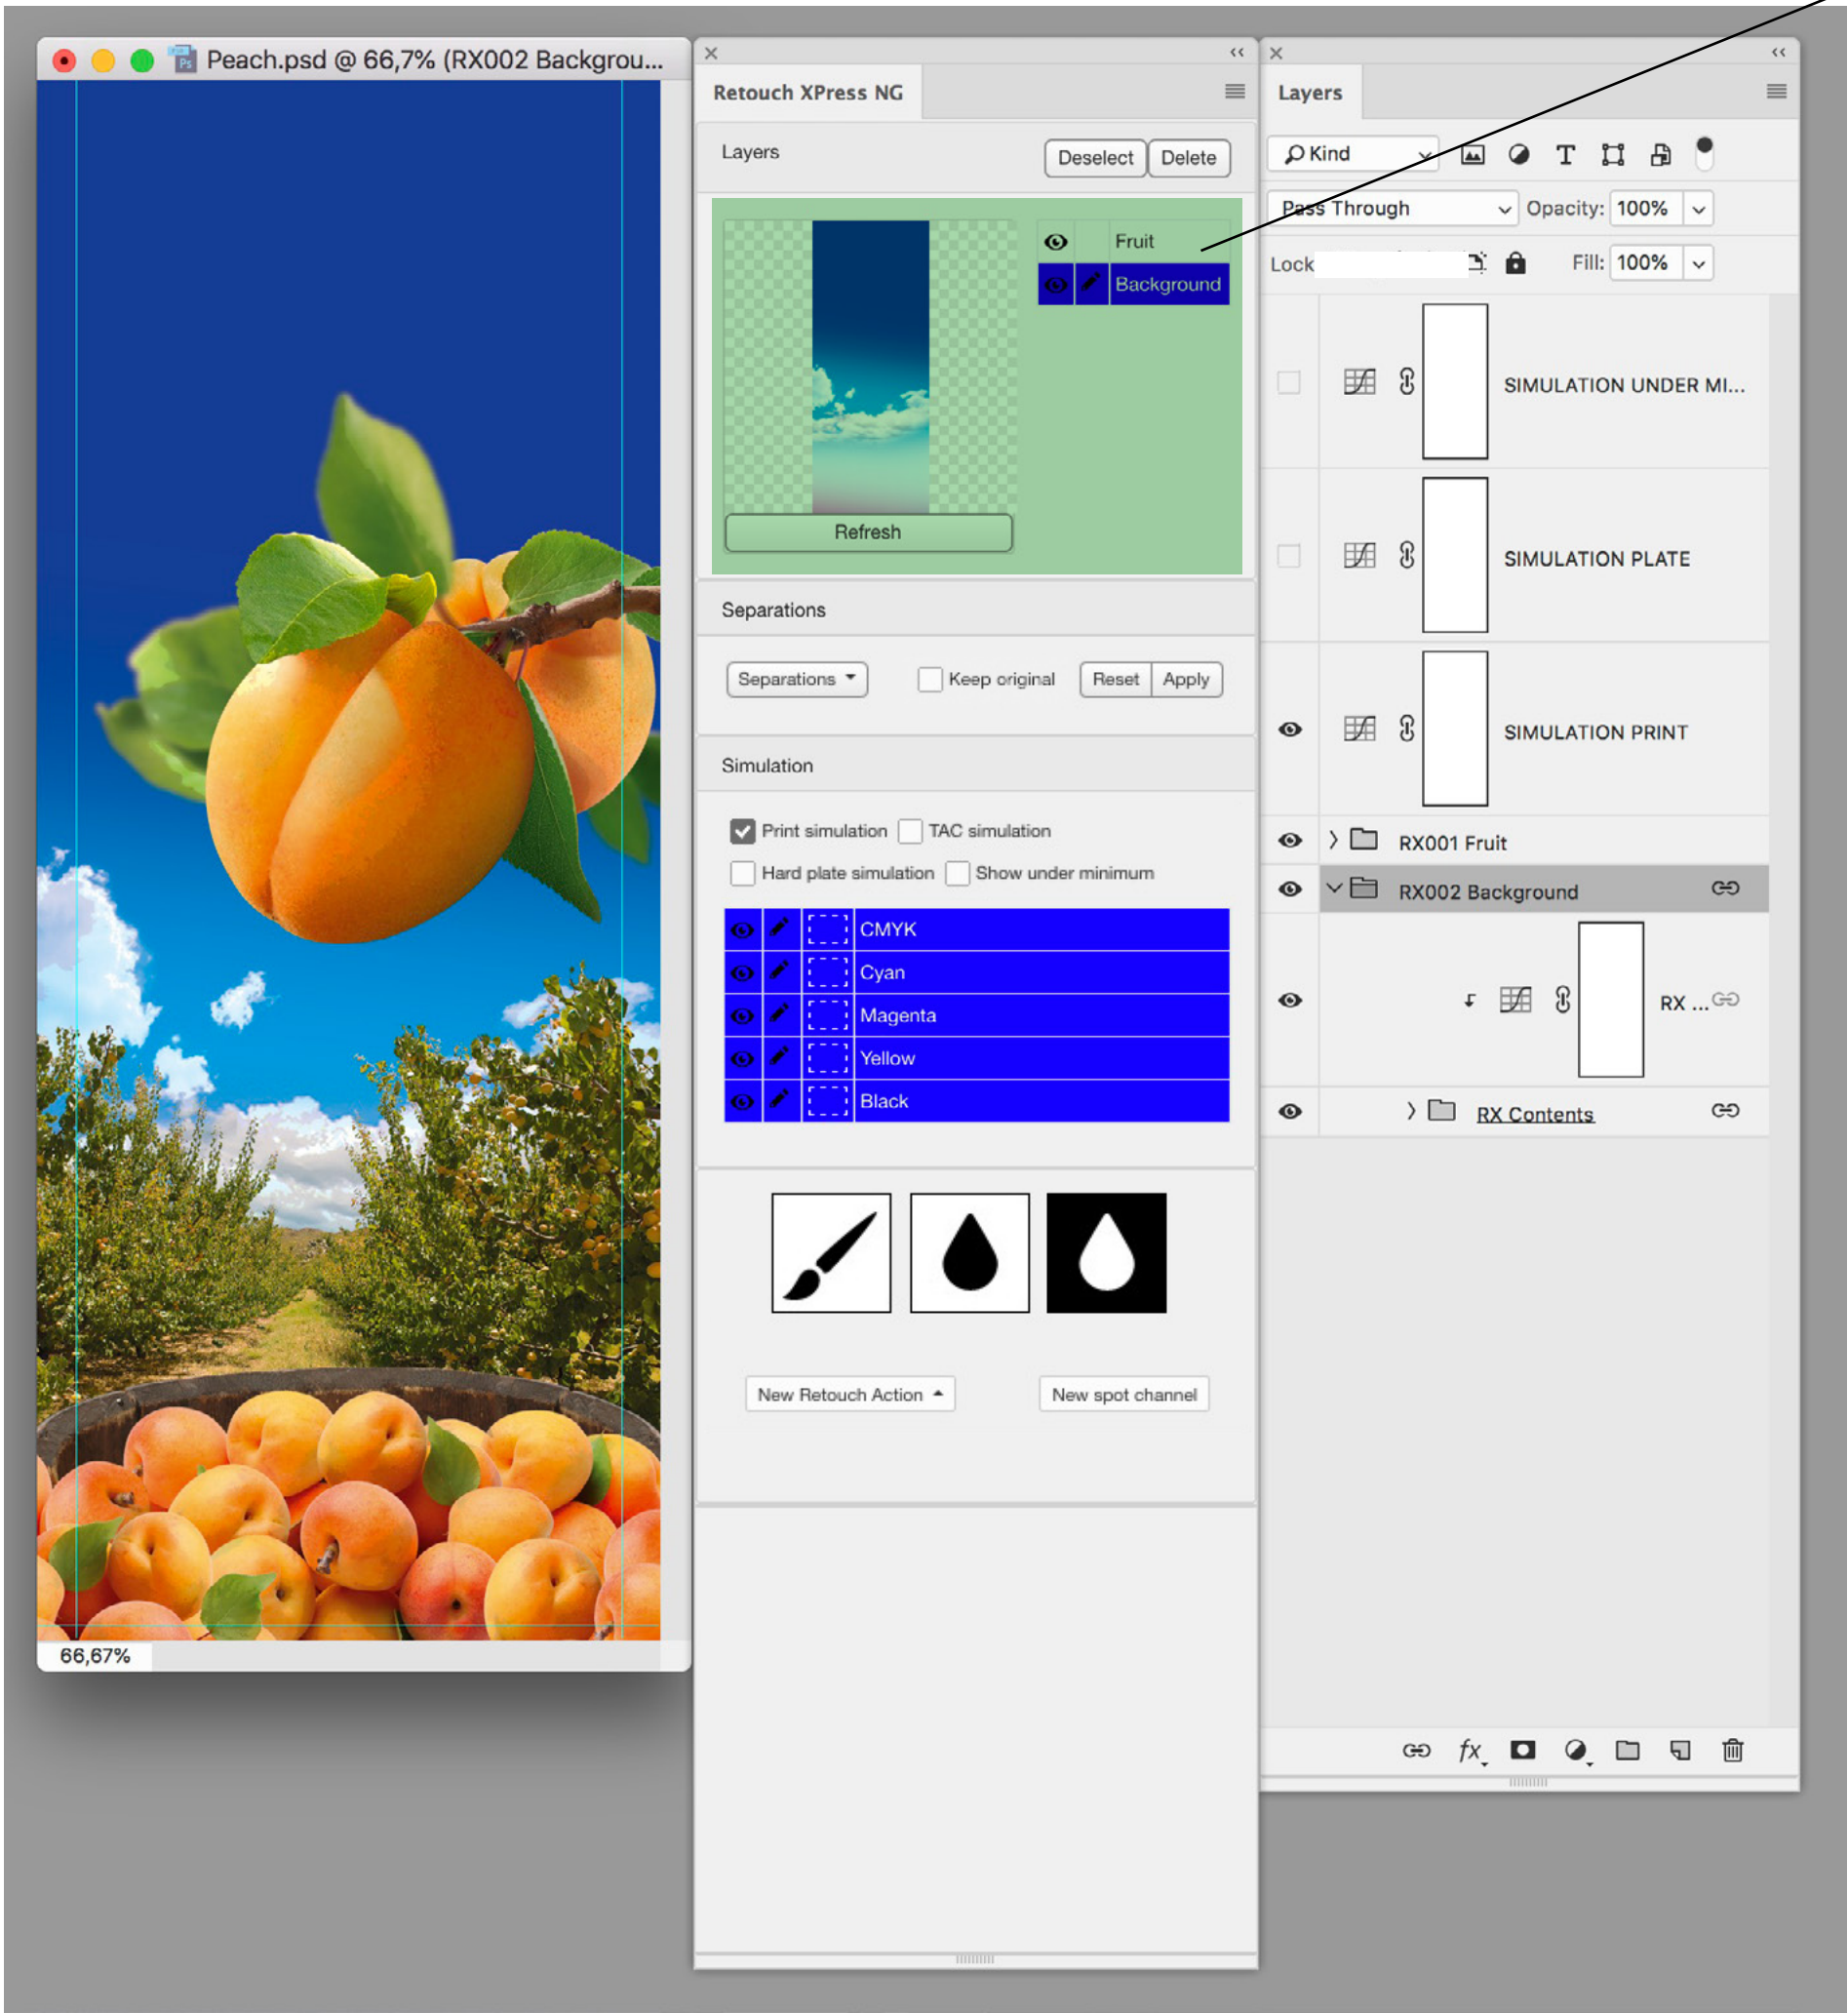 Peach.psd @ 66,7% (RX002 Backgrou...
66,67%
Retouch XPress NG
Layers
Deselect Delete
Fruit
Background
Refresh
Separations
Separations Keep original Reset Apply
Simulation
Print simulation TAC simulation
Hard plate simulation Show under minimum
CMYK
Cyan
Magenta
Yellow
Black
New Retouch Action New spot channel
Layers
Kind
Pass Through Opacity: 100%
Lock Fill: 100%
SIMULATION UNDER MI...
SIMULATION PLATE
SIMULATION PRINT
RX001 Fruit
RX002 Background
RX ...
RX Contents
fx